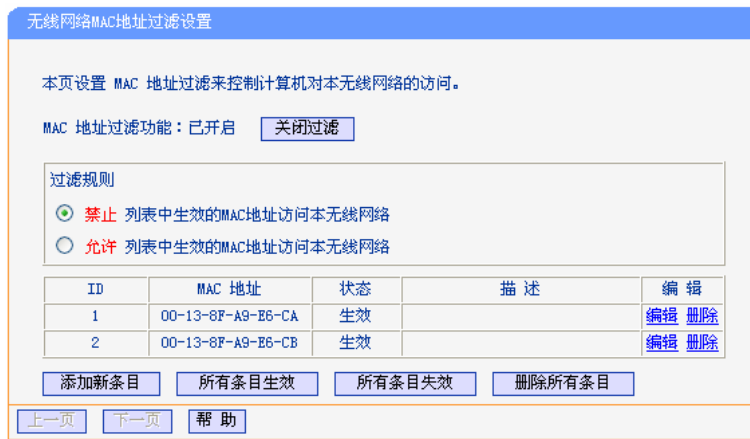 无线网络MAC地址过滤设置
本页设置 MAC 地址过滤来控制计算机对本无线网络的访问。
MAC 地址过滤功能：已开启 关闭过滤
过滤规则
禁止 列表中生效的MAC地址访问本无线网络
允许 列表中生效的MAC地址访问本无线网络
ID MAC 地址 状态 描 述 编 辑
1 00-13-8F-A9-E6-CA 生效 编辑 删除
2 00-13-8F-A9-E6-CB 生效 编辑 删除
添加新条目 所有条目生效 所有条目失效 删除所有条目
上一页 下一页 帮 助